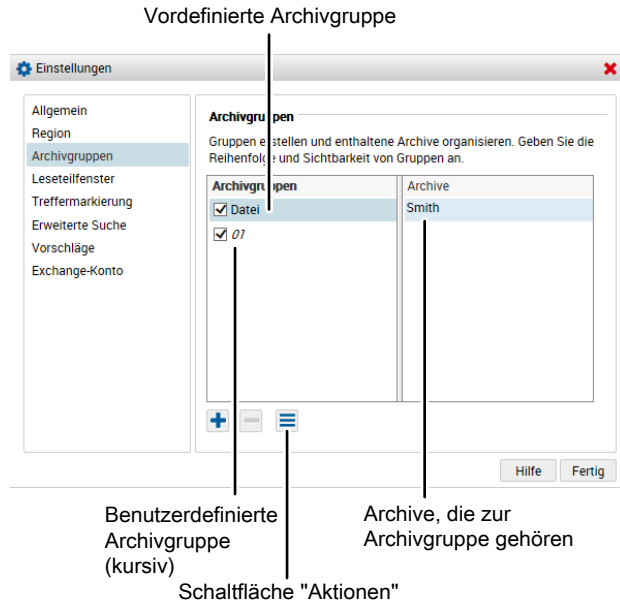 Vordefinierte Archivgruppe
Einstellungen
Allgemein
Region
Archivgruppen
Leseteilfenster
Treffermarkierung
Erweiterte Suche
Vorschläge
Exchange-Konto
Archivgruppen
Gruppen erstellen und enthaltene Archive organisieren. Geben Sie die
Reihenfolge und Sichtbarkeit von Gruppen an.
Archivgruppen
Archive
Datei
Smith
01
Hilfe
Fertig
Benutzerdefinierte
Archivgruppe
(kursiv)
Archive, die zur
Archivgruppe gehören
Schaltfläche "Aktionen"